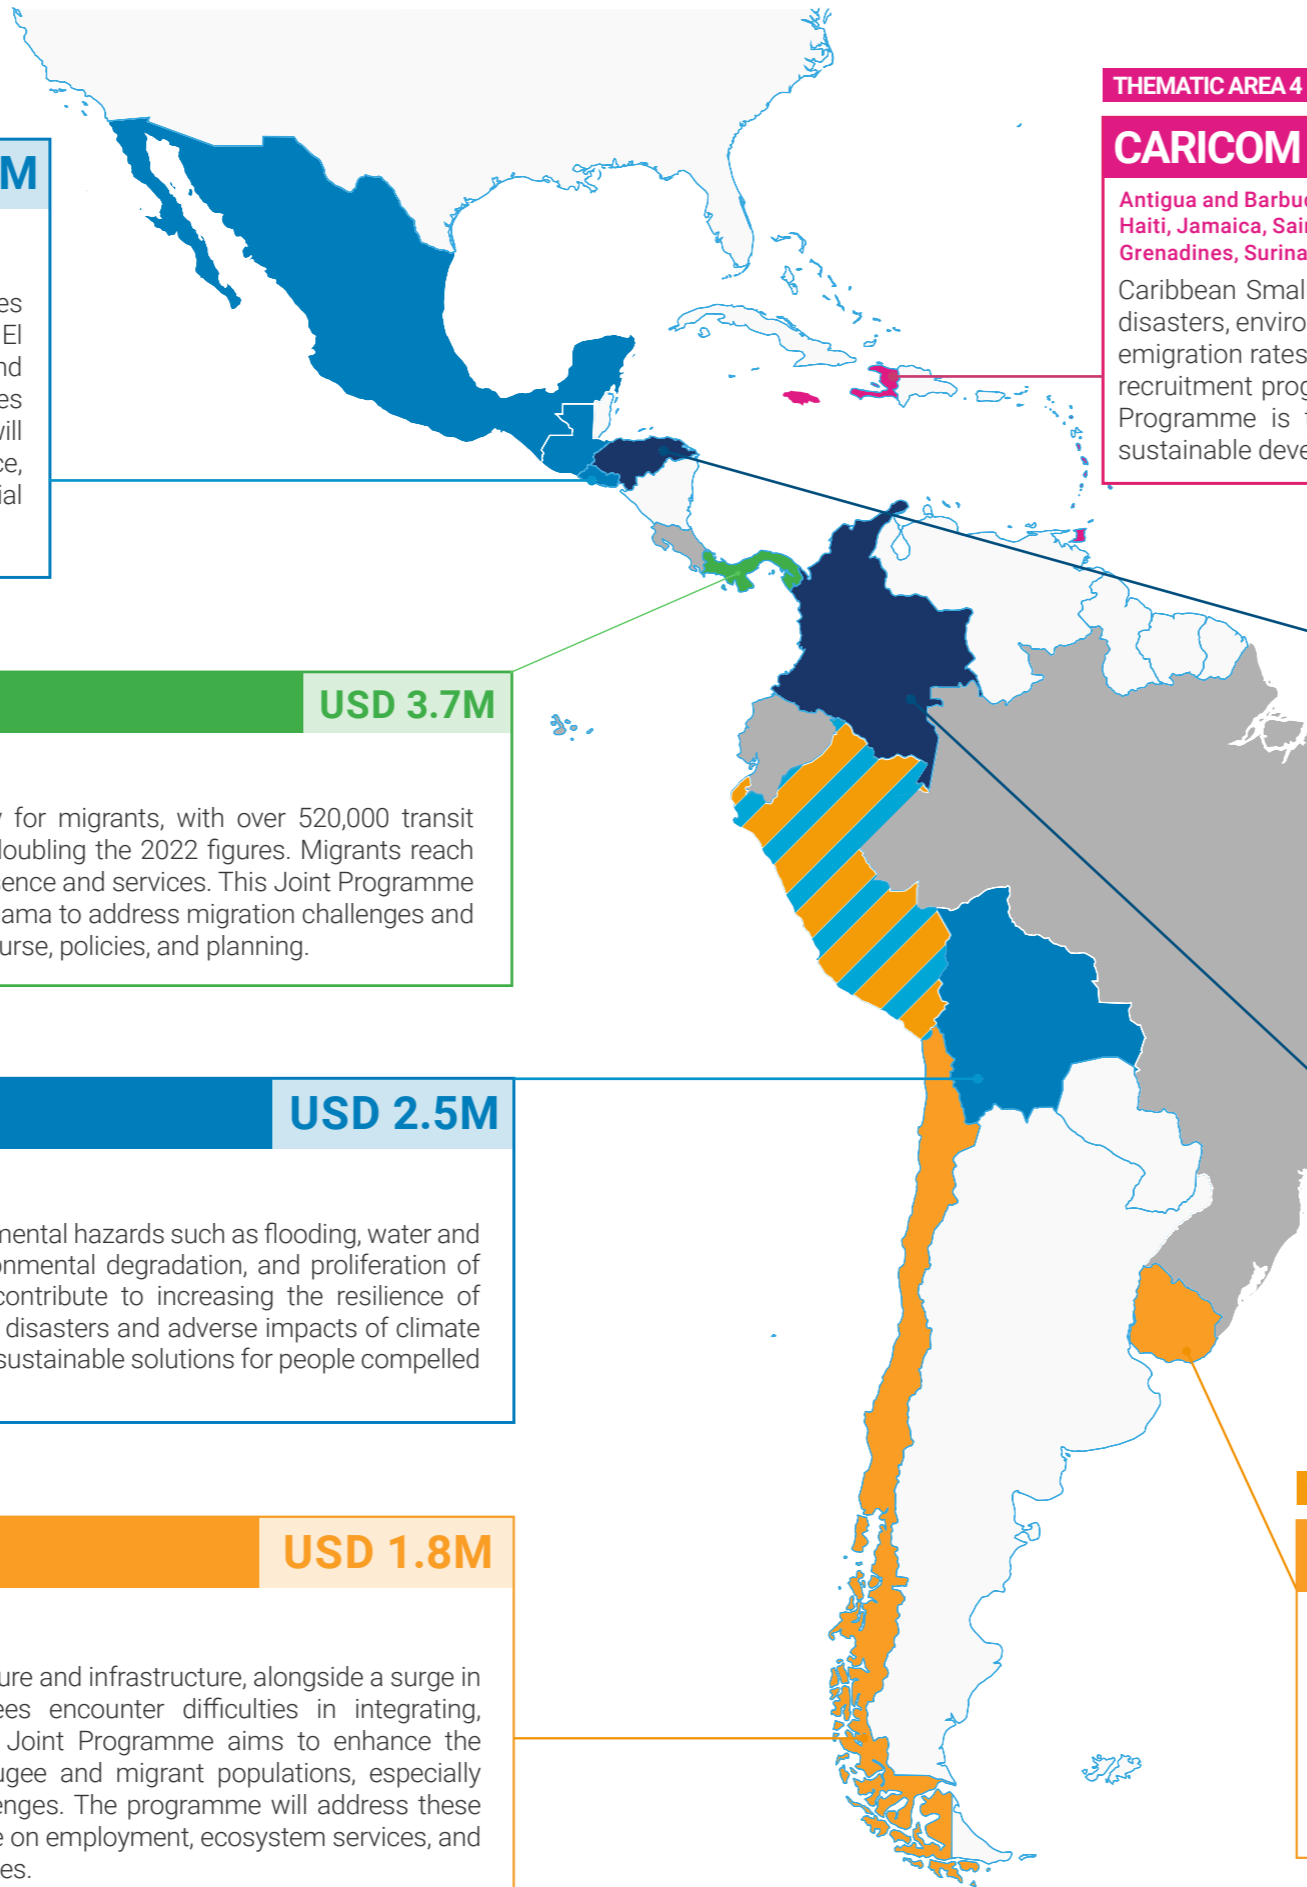 M
es
El
nd
es
will
ce,
ial
THEMATIC AREA 4
CARICOM
Antigua and Barbud
Haiti, Jamaica, Sain
Grenadines, Surina
Caribbean Smal
disasters, enviro
emigration rates
recruitment prog
Programme is t
sustainable deve
USD 3.7M
y for migrants, with over 520,000 transit
doubling the 2022 figures. Migrants reach
sence and services. This Joint Programme
nama to address migration challenges and
urse, policies, and planning.
USD 2.5M
mental hazards such as flooding, water and
onmental degradation, and proliferation of
contribute to increasing the resilience of
disasters and adverse impacts of climate
sustainable solutions for people compelled
USD 1.8M
ure and infrastructure, alongside a surge in
ees encounter difficulties in integrating,
Joint Programme aims to enhance the
ugee and migrant populations, especially
enges. The programme will address these
e on employment, ecosystem services, and
es.